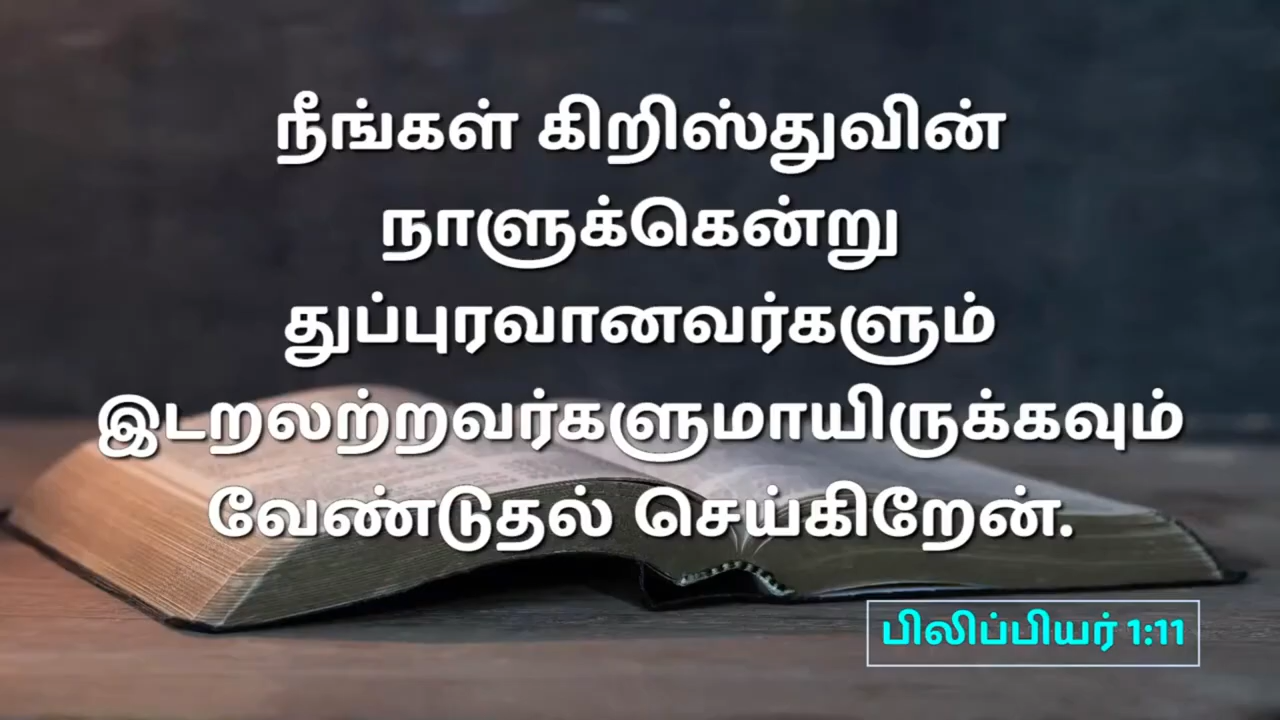 நீங்கள் கிறிஸ்துவின்
நாளுக்கென்று
துப்புரவானவர்களும்
இடறலற்றவர்களுமாயிருக்கவும்
வேண்டுதல் செய்கிறேன்.
பிலிப்பியர் 1:11